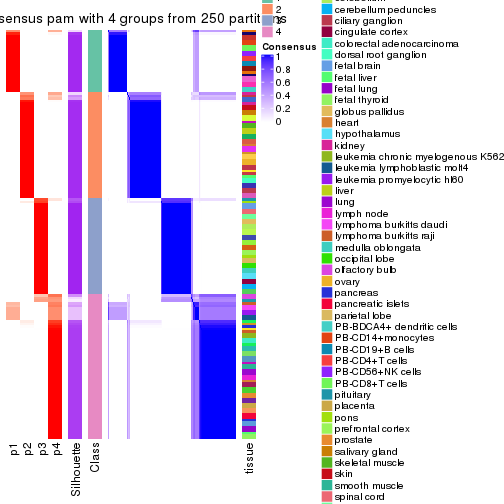 sensus pam with 4 groups from 250 partitions
2
3
4
Consensus
1
0.8
0.6
0.4
0.2
0
p1
p2
p3
p4
Silhouette
Class
tissue
cerebellum peduncles
ciliary ganglion
cingulate cortex
colorectal adenocarcinoma
dorsal root ganglion
fetal brain
fetal liver
fetal lung
fetal thyroid
globus pallidus
heart
hypothalamus
kidney
leukemia chronic myelogenous K562
leukemia lymphoblastic molt4
leukemia promyelocytic hl60
liver
lung
lymph node
lymphoma burkitts daudi
lymphoma burkitts raji
medulla oblongata
occipital lobe
olfactory bulb
ovary
pancreas
pancreatic islets
parietal lobe
PB-BDCA4+ dendritic cells
PB-CD14+monocytes
PB-CD19+B cells
PB-CD4+T cells
PB-CD56+NK cells
PB-CD8+T cells
pituitary
placenta
pons
prefrontal cortex
prostate
salivary gland
skeletal muscle
skin
smooth muscle
spinal cord